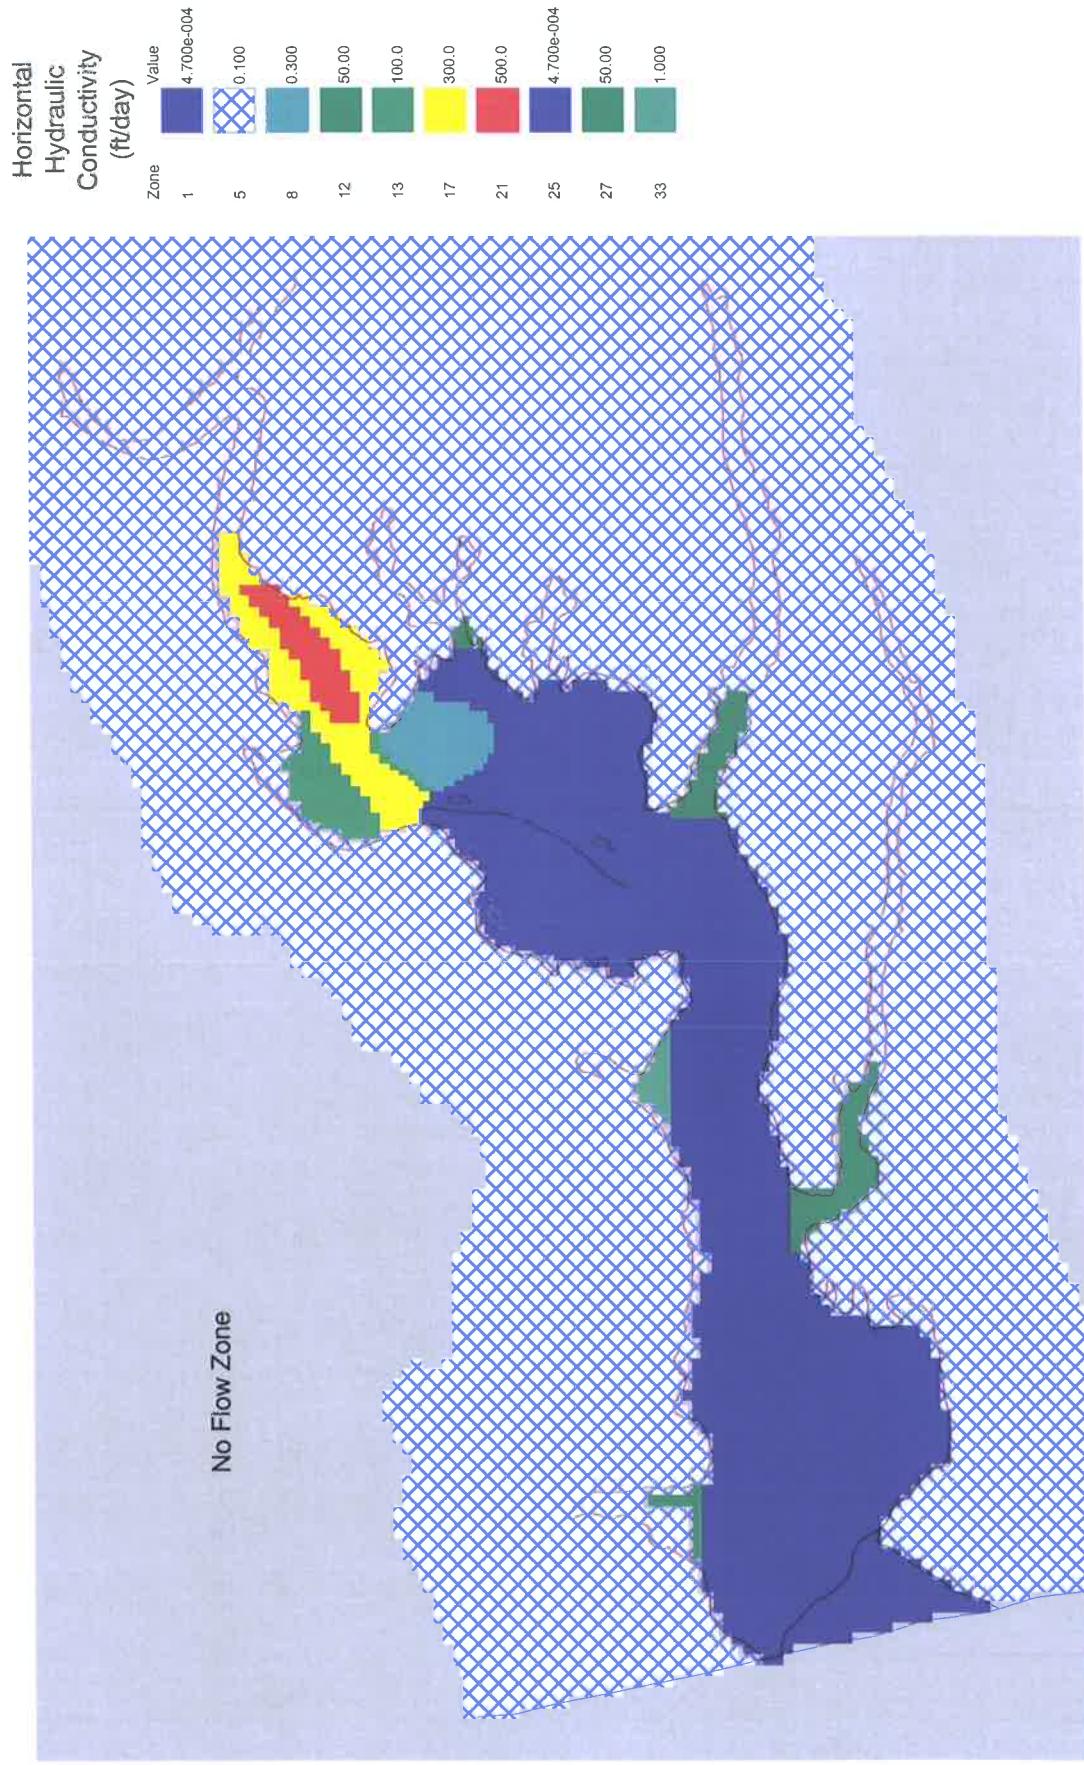 Horizontal
Hydraulic
Conductivity
(ft/day)
Zone Value
1 4.700e-004
5 0.100
8 0.300
12 50.00
13 100.0
17 300.0
21 500.0
25 4.700e-004
27 50.00
33 1.000
No Flow Zone